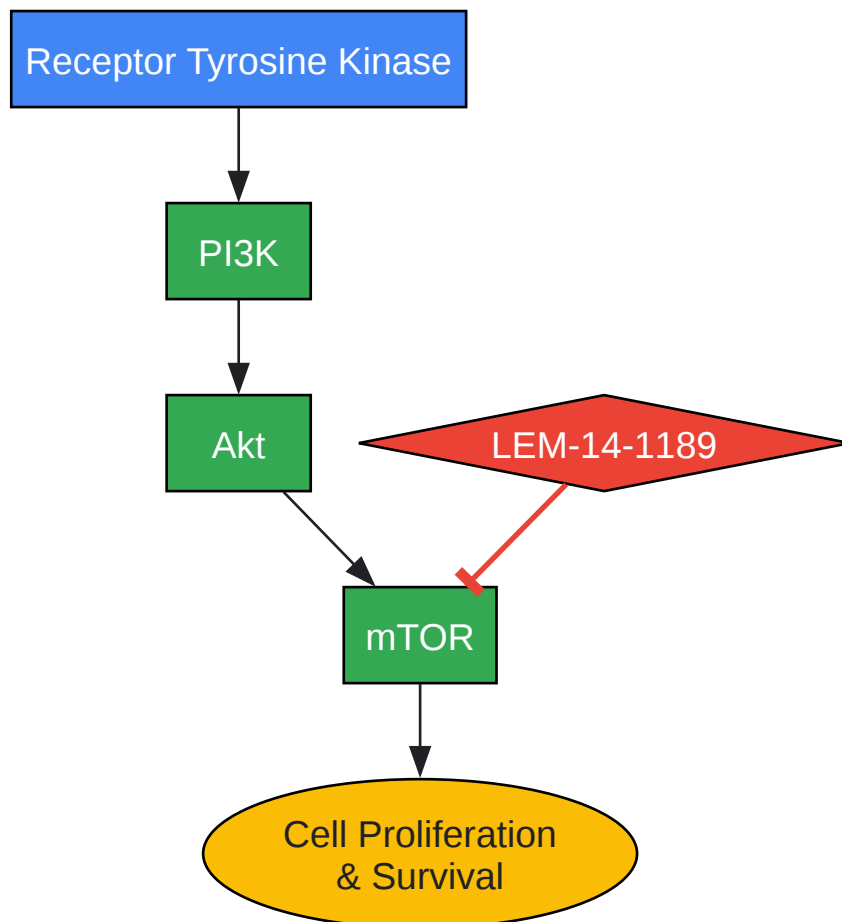 Receptor Tyrosine Kinase
PI3K
Akt
LEM-14-1189
mTOR
Cell Proliferation
& Survival